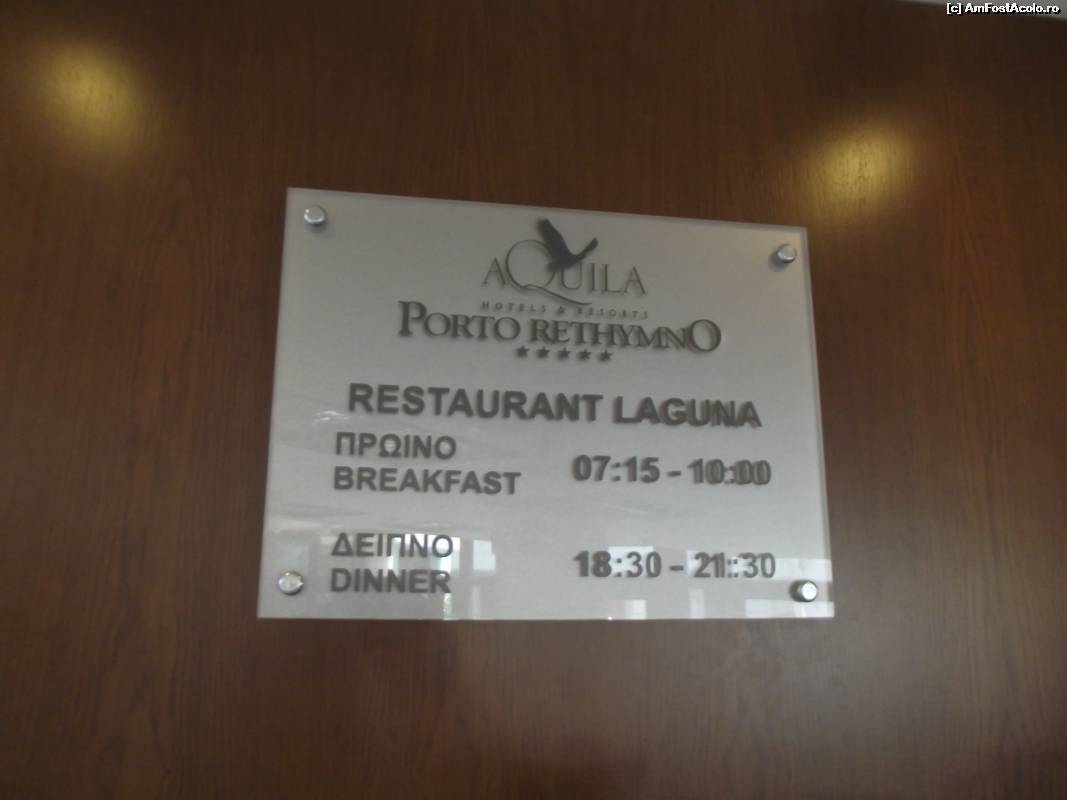 [c] AmFostAcolo.ro
AQUILA
HOTELS & RESORTS
PORTO RETHYMNO
★★★★★
RESTAURANT LAGUNA
ΠΡΩΙΝΟ
BREAKFAST 07:15 - 10:00
ΔΕΙΠΝΟ
DINNER 18:30 - 21:30